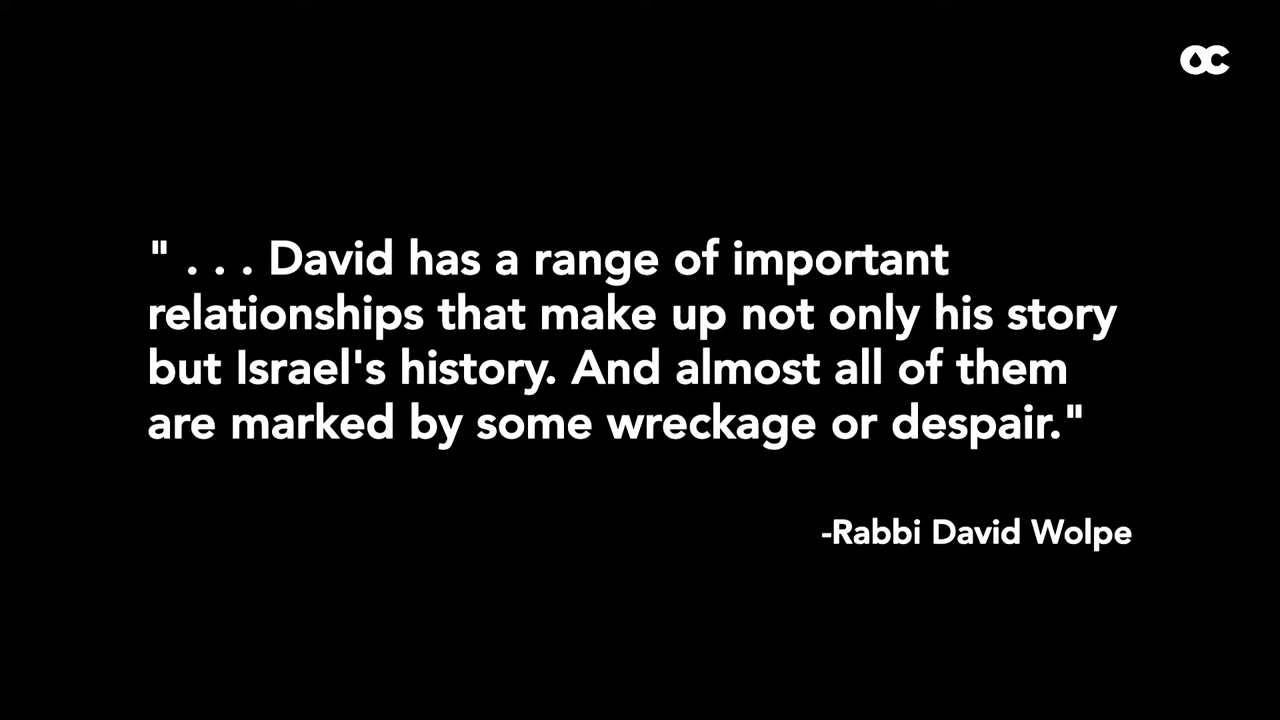 OC
" . . . David has a range of important
relationships that make up not only his story
but Israel's history. And almost all of them
are marked by some wreckage or despair."
-Rabbi David Wolpe